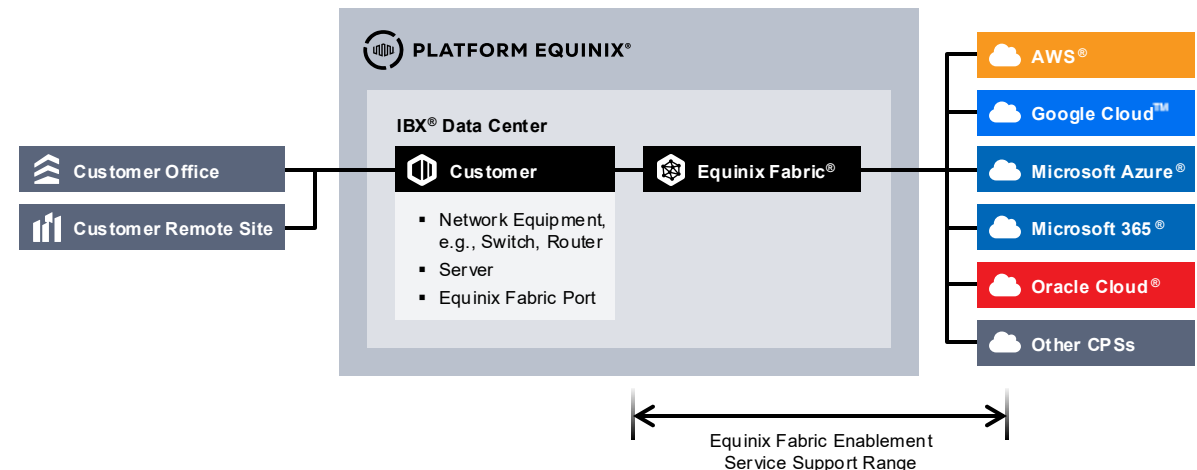 PLATFORM EQUINIX®
IBX® Data Center
Customer Office
Customer Remote Site
Customer
▪ Network Equipment,
e.g., Switch, Router
▪ Server
▪ Equinix Fabric Port
Equinix Fabric®
AWS®
Google Cloud™
Microsoft Azure®
Microsoft 365®
Oracle Cloud®
Other CPSs
Equinix Fabric Enablement
Service Support Range